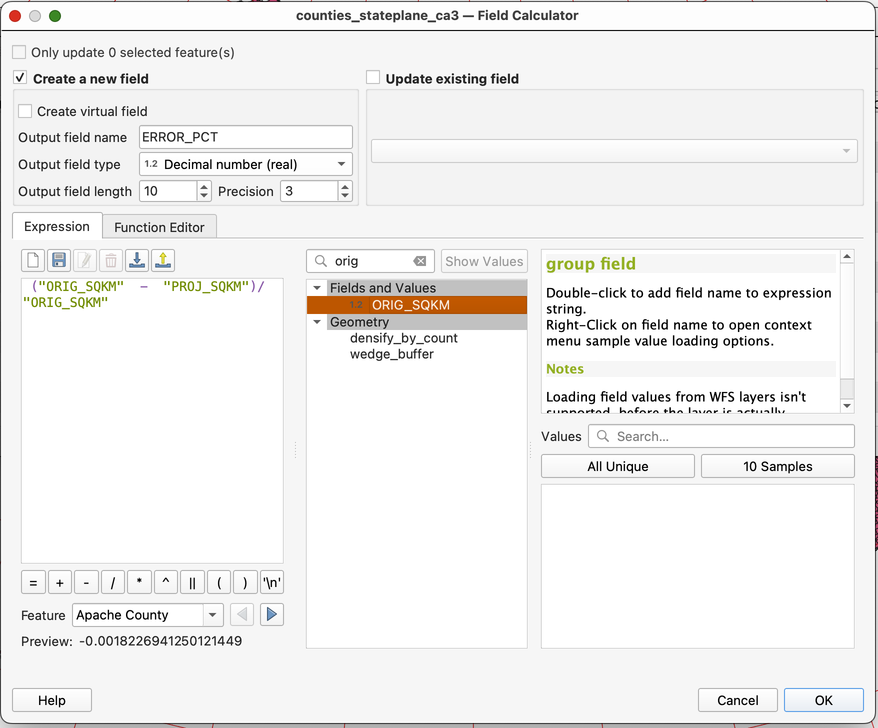 counties_stateplane_ca3 — Field Calculator
Only update 0 selected feature(s)
Create a new field
Update existing field
Create virtual field
Output field name ERROR_PCT
Output field type 1.2 Decimal number (real)
Output field length 10 Precision 3
Expression Function Editor
orig Show Values
("ORIG_SQKM" – "PROJ_SQKM")/
"ORIG_SQKM"
Fields and Values
1.2 ORIG_SQKM
Geometry
densify_by_count
wedge_buffer
group field
Double-click to add field name to expression
string.
Right-Click on field name to open context
menu sample value loading options.
Notes
Loading field values from WFS layers isn't
supported, before the layer is actually
Values Search...
All Unique 10 Samples
= + - / * ^ || ( ) '\n'
Feature Apache County
Preview: -0.0018226941250121449
Help Cancel OK